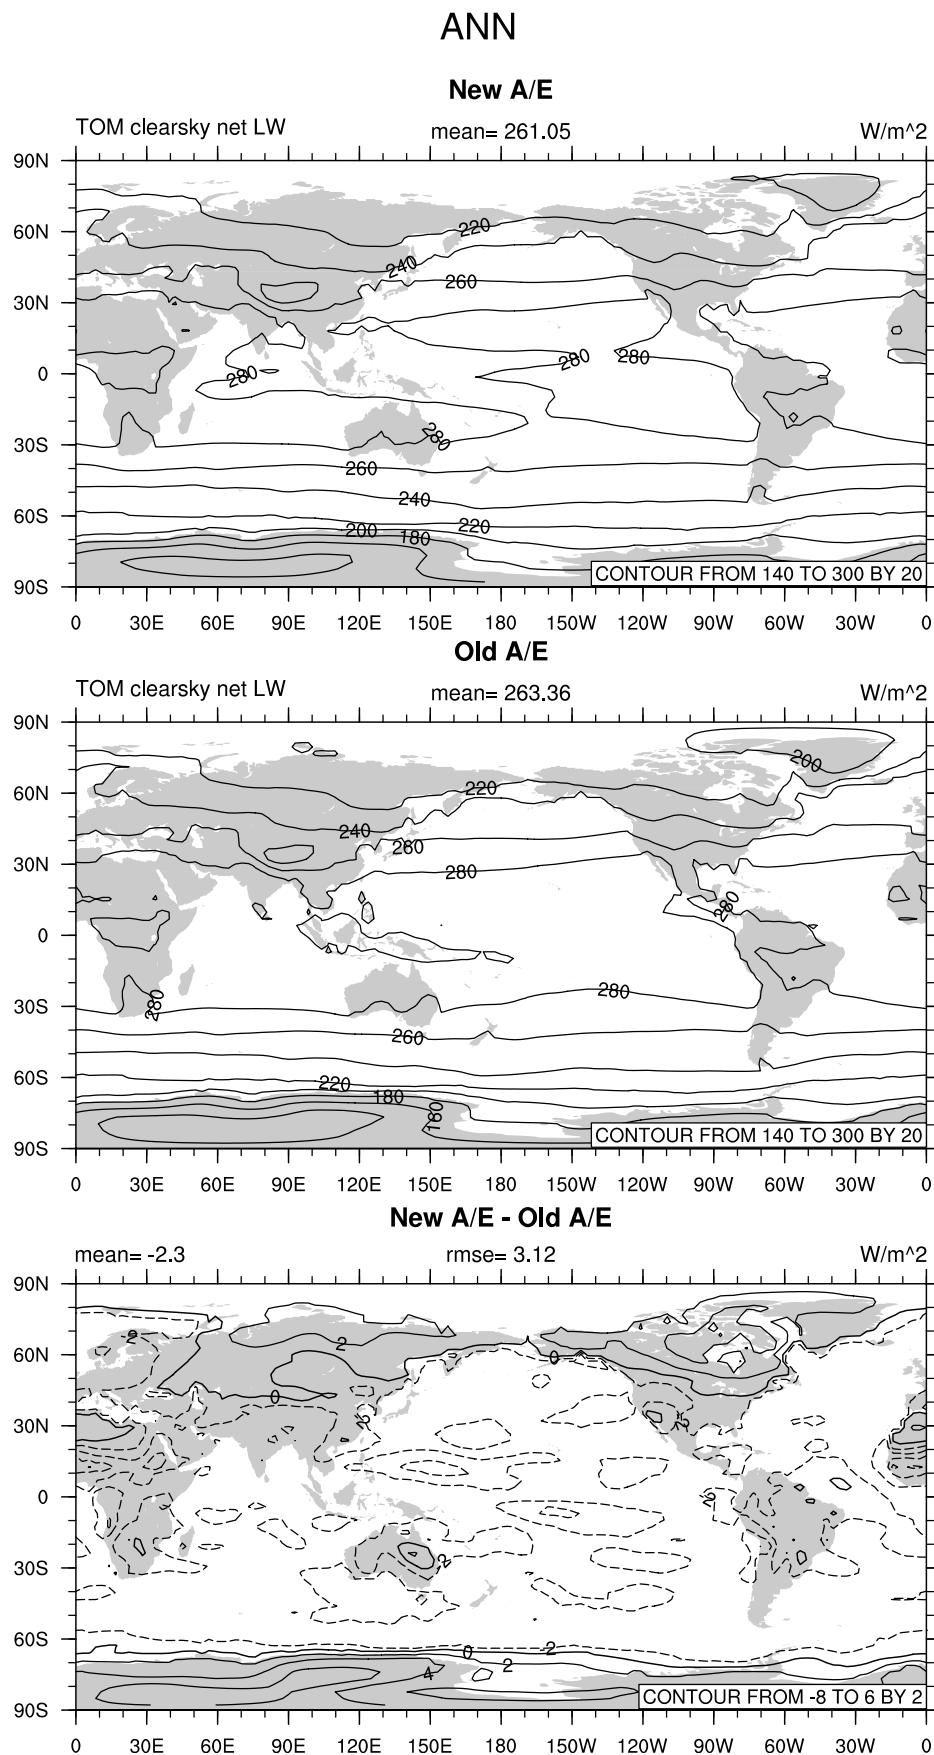 ANN
New A/E
TOM clearsky net LW mean= 261.05 W/m^2
90N
60N
30N
0
30S
60S
90S
220
240
260
280
280
280
280
260
240
220
200
180
CONTOUR FROM 140 TO 300 BY 20
0 30E 60E 90E 120E 150E 180 150W 120W 90W 60W 30W 0
Old A/E
TOM clearsky net LW mean= 263.36 W/m^2
90N
60N
30N
0
30S
60S
90S
200
220
240
260
280
280
280
280
260
220
180
160
CONTOUR FROM 140 TO 300 BY 20
0 30E 60E 90E 120E 150E 180 150W 120W 90W 60W 30W 0
New A/E - Old A/E
mean= -2.3 rmse= 3.12 W/m^2
90N
60N
30N
0
30S
60S
90S
-2
2
0
0
-2
-2
-2
-2
0
-2
2
4
CONTOUR FROM -8 TO 6 BY 2
0 30E 60E 90E 120E 150E 180 150W 120W 90W 60W 30W 0